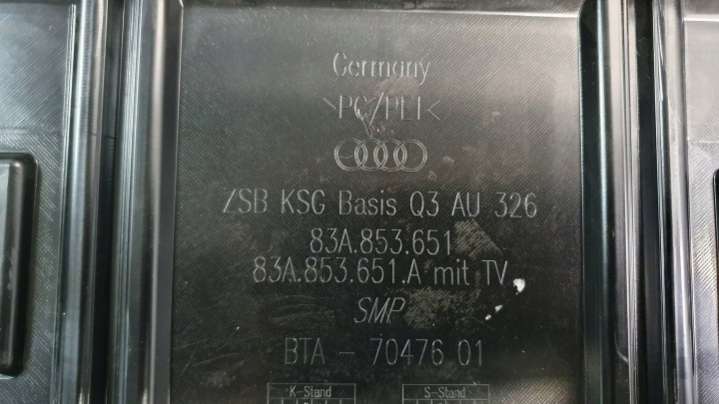 Germany
>PC/PET<
ZSB KSG Basis Q3 AU 326
83A.853.651
83A.853.651.A mit TV
SMP
BTA - 70476 01
K-Stand S-Stand